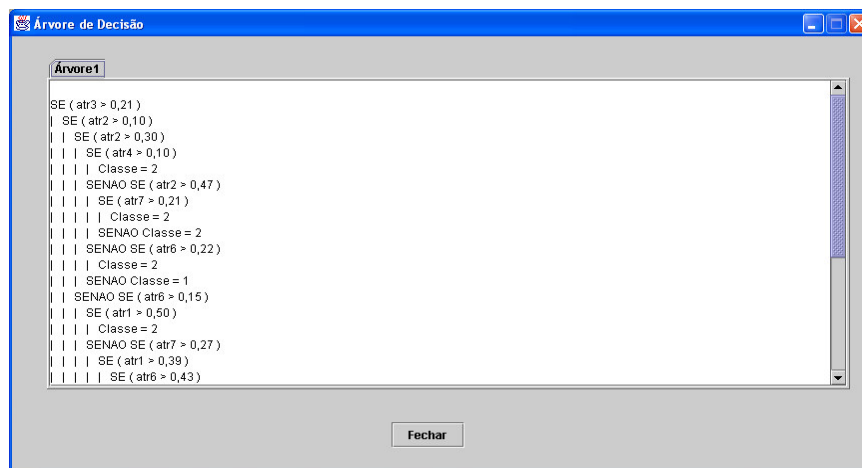 Árvore de Decisão
Árvore1
SE ( atr3 > 0,21 )
| SE ( atr2 > 0,10 )
| | SE ( atr2 > 0,30 )
| | | SE ( atr4 > 0,10 )
| | | | Classe = 2
| | | SENAO SE ( atr2 > 0,47 )
| | | | SE ( atr7 > 0,21 )
| | | | | Classe = 2
| | | | SENAO Classe = 2
| | | SENAO SE ( atr6 > 0,22 )
| | | | Classe = 2
| | | SENAO Classe = 1
| | SENAO SE ( atr6 > 0,15 )
| | | SE ( atr1 > 0,50 )
| | | | Classe = 2
| | | SENAO SE ( atr7 > 0,27 )
| | | | SE ( atr1 > 0,39 )
| | | | | SE ( atr6 > 0,43 )
Fechar